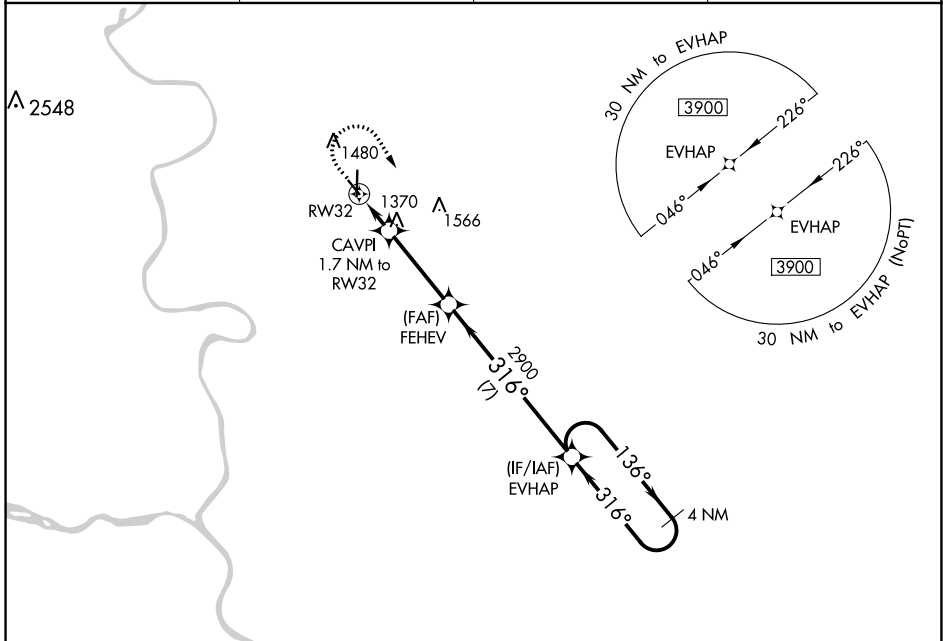 2548
30 NM to EVHAP
3900
226°
EVHAP
046°
226°
EVHAP
046°
3900
30 NM to EVHAP (NoPT)
1480
RW32
1370
1566
CAVPI
1.7 NM to
RW32
(FAF)
FEHEV
2900
316°
(7)
(IF/IAF)
EVHAP
136°
316°
4 NM